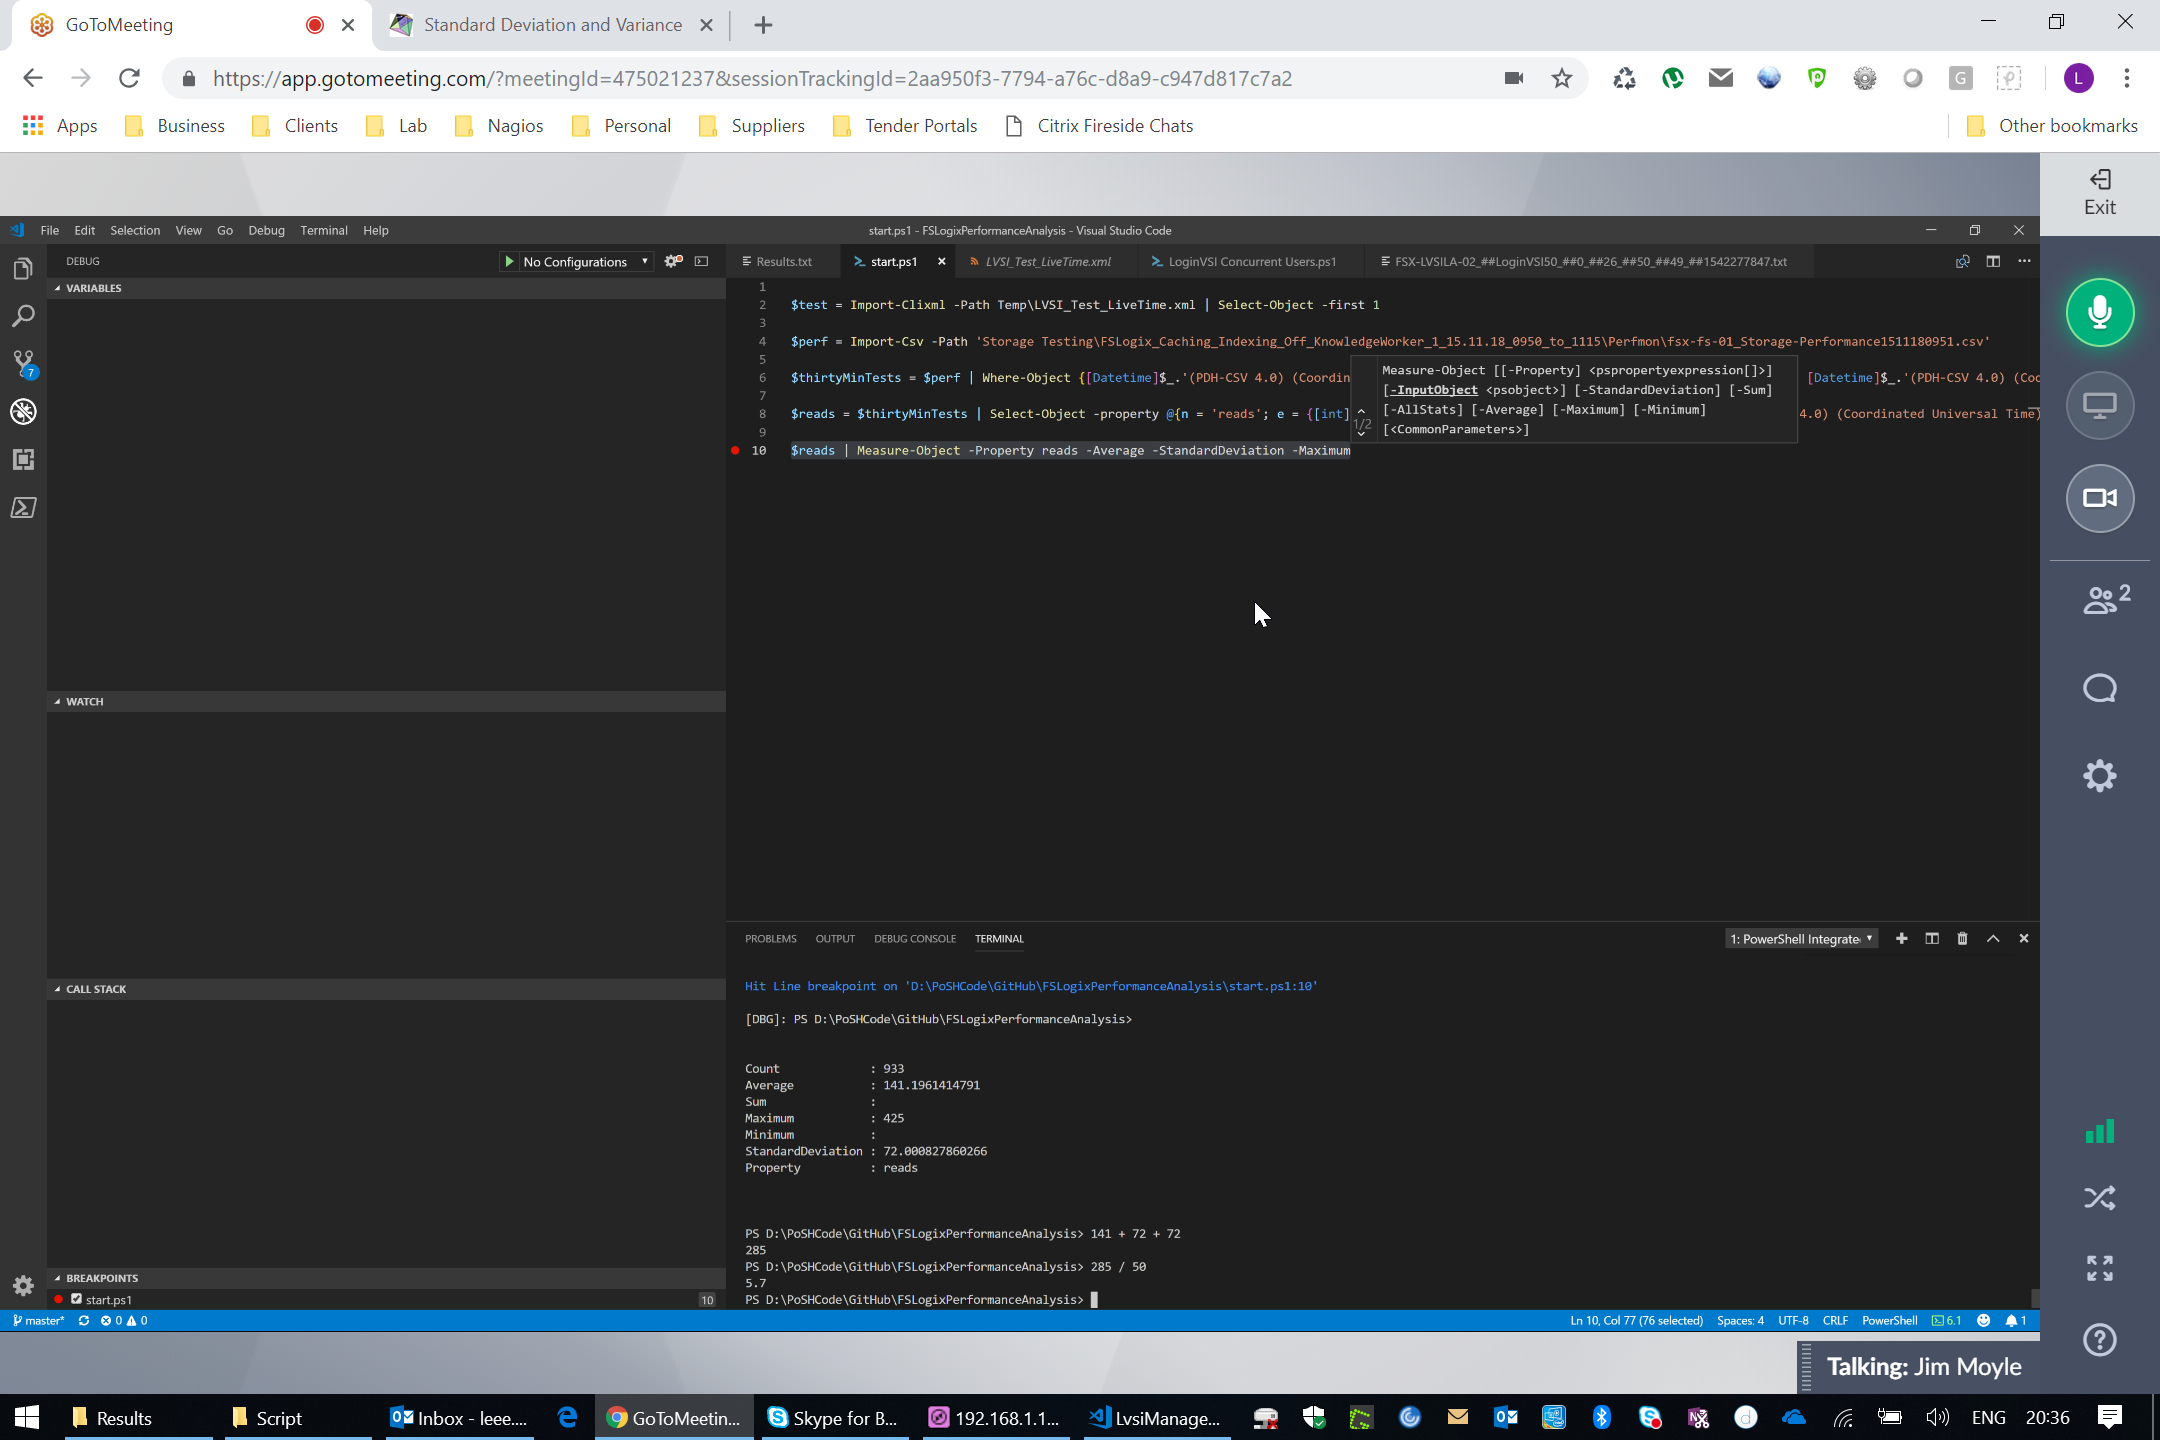 GoToMeeting
Standard Deviation and Variance
https://app.gotomeeting.com/?meetingId=475021237&sessionTrackingId=2aa950f3-7794-a76c-d8a9-c947d817c7a2
G
L
Apps
Business
Clients
Lab
Nagios
Personal
Suppliers
Tender Portals
Citrix Fireside Chats
Other bookmarks
Exit
File Edit Selection View Go Debug Terminal Help
start.ps1 - FSLogixPerformanceAnalysis - Visual Studio Code
DEBUG
No Configurations
Results.txt
start.ps1
LVSI_Test_LiveTime.xml
LoginVSI Concurrent Users.ps1
FSX-LVSILA-02_##LoginVSI50_##0_##26_##50_##49_##1542277847.txt
VARIABLES
1
2 $test = Import-Clixml -Path Temp\LVSI_Test_LiveTime.xml | Select-Object -first 1
3
4 $perf = Import-Csv -Path 'Storage Testing\FSLogix_Caching_Indexing_Off_KnowledgeWorker_1_15.11.18_0950_to_1115\Perfmon\fsx-fs-01_Storage-Performance1511180951.csv'
5
6 $thirtyMinTests = $perf | Where-Object {[Datetime]$_.'(PDH-CSV 4.0) (Coordin [Datetime]$_.'(PDH-CSV 4.0) (Coo
7
8 $reads = $thirtyMinTests | Select-Object -property @{n = 'reads'; e = {[int] 4.0) (Coordinated Universal Time)
9
10 $reads | Measure-Object -Property reads -Average -StandardDeviation -Maximum
Measure-Object [[-Property] <pspropertyexpression[]>]
[-InputObject <psobject>] [-StandardDeviation] [-Sum]
[-AllStats] [-Average] [-Maximum] [-Minimum]
[<CommonParameters>]
1/2
7
2
WATCH
CALL STACK
BREAKPOINTS
start.ps1
10
PROBLEMS OUTPUT DEBUG CONSOLE TERMINAL
1: PowerShell Integrate
Hit Line breakpoint on 'D:\PoSHCode\GitHub\FSLogixPerformanceAnalysis\start.ps1:10'
[DBG]: PS D:\PoSHCode\GitHub\FSLogixPerformanceAnalysis>
Count : 933
Average : 141.1961414791
Sum :
Maximum : 425
Minimum :
StandardDeviation : 72.000827860266
Property : reads
PS D:\PoSHCode\GitHub\FSLogixPerformanceAnalysis> 141 + 72 + 72
285
PS D:\PoSHCode\GitHub\FSLogixPerformanceAnalysis> 285 / 50
5.7
PS D:\PoSHCode\GitHub\FSLogixPerformanceAnalysis>
master* 0 0
Ln 10, Col 77 (76 selected) Spaces: 4 UTF-8 CRLF PowerShell 6.1 1
Talking: Jim Moyle
Results
Script
Inbox - leee....
GoToMeetin...
Skype for B...
192.168.1.1...
LvsiManage...
ENG
20:36